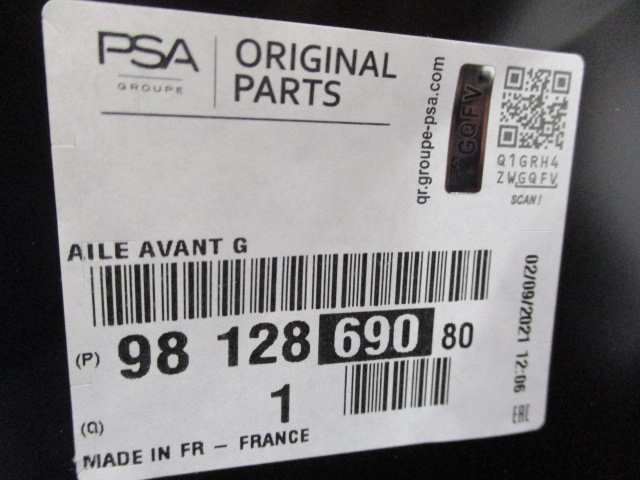 PSA
GROUPE
ORIGINAL
PARTS
qr.groupe-psa.com
GQFV
Q1GRH4
ZWGQFV
SCAN!
AILE AVANT G
(P) 98 128 690 80
(Q) 1
MADE IN FR - FRANCE
02/09/2021 12:06
EAC